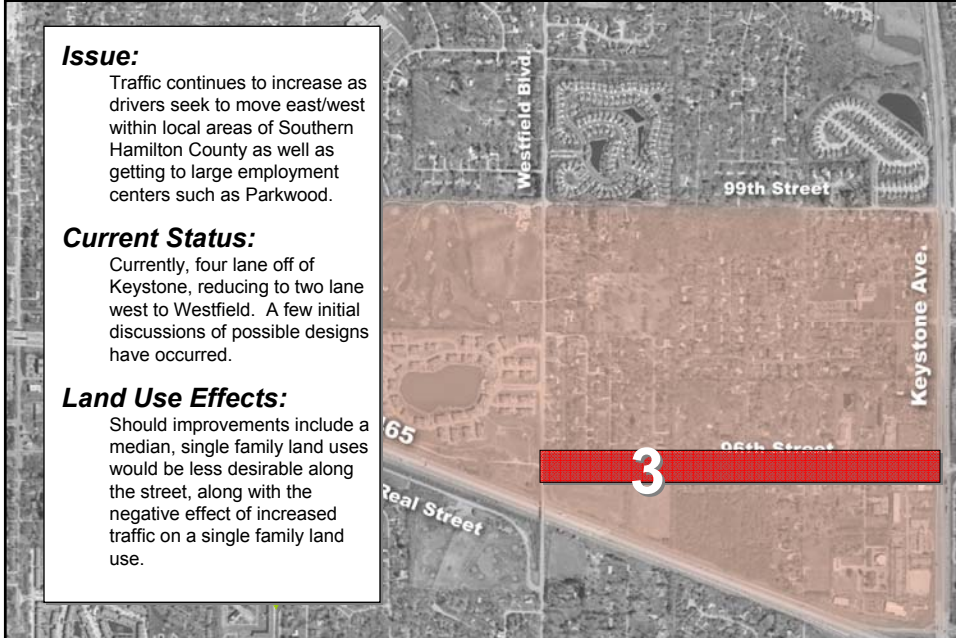 Issue:
Traffic continues to increase as
drivers seek to move east/west
within local areas of Southern
Hamilton County as well as
getting to large employment
centers such as Parkwood.
Current Status:
Currently, four lane off of
Keystone, reducing to two lane
west to Westfield. A few initial
discussions of possible designs
have occurred.
Land Use Effects:
Should improvements include a
median, single family land uses
would be less desirable along
the street, along with the
negative effect of increased
traffic on a single family land
use.
Westfield Blvd.
99th Street
Keystone Ave.
96th Street
3
65
Real Street